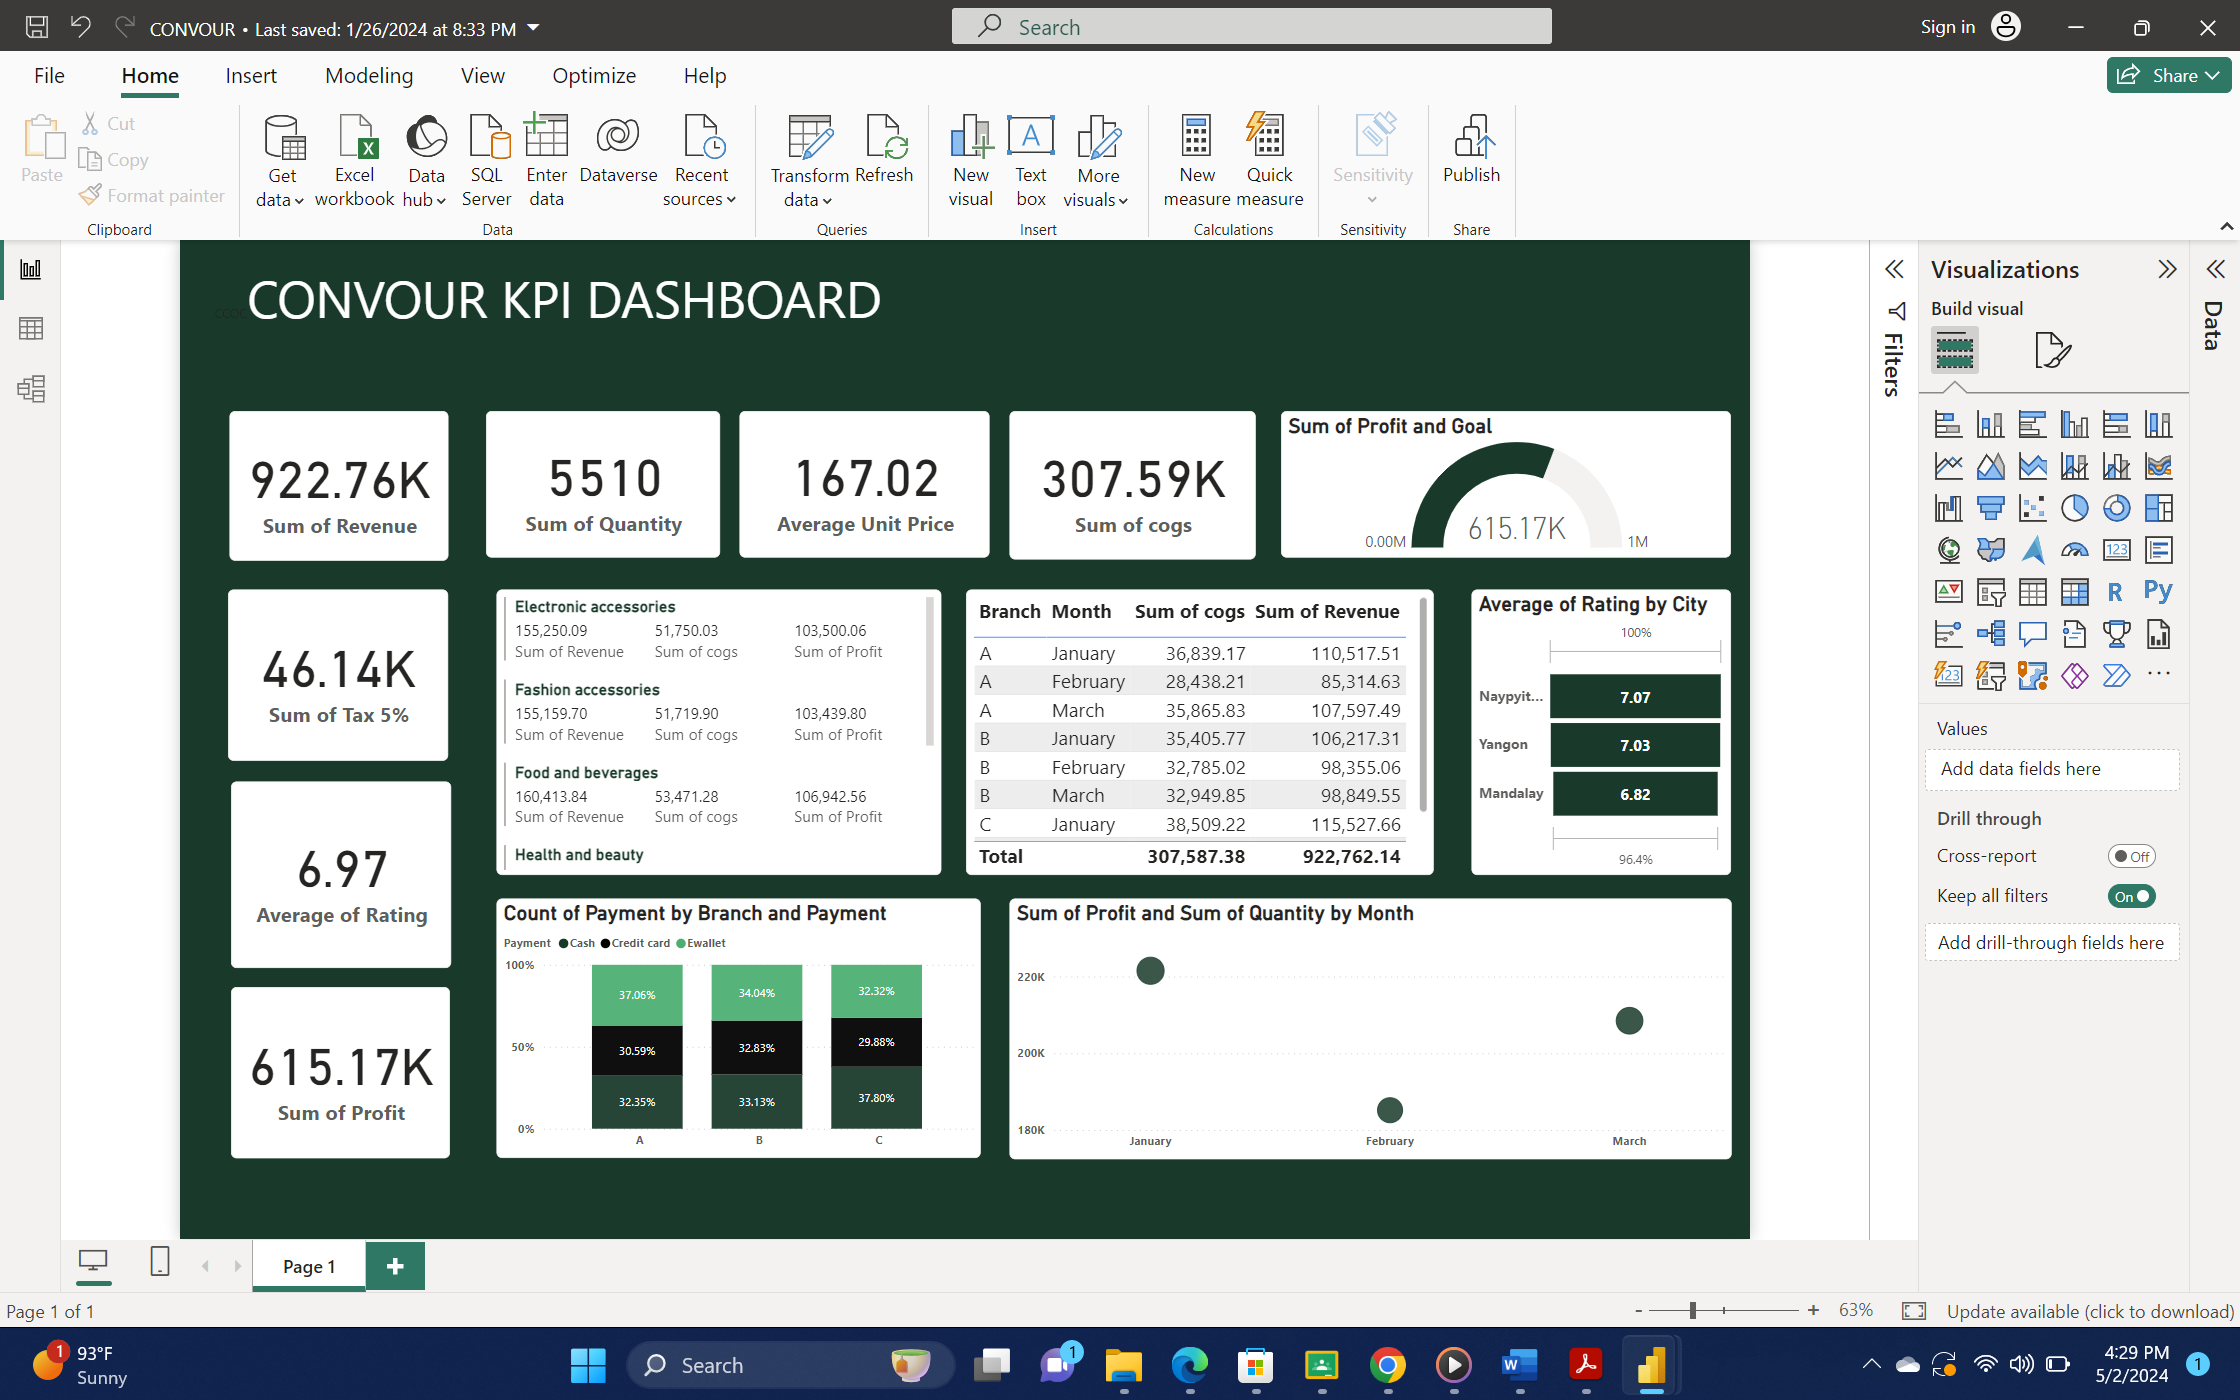 CONVOUR • Last saved: 1/26/2024 at 8:33 PM
Search
Sign in
File Home Insert Modeling View Optimize Help
Share
Paste
Cut
Copy
Format painter
Clipboard
Get data
Excel workbook
Data hub
SQL Server
Enter data
Dataverse
Recent sources
Data
Transform data
Refresh
Queries
New visual
Text box
More visuals
Insert
New measure
Quick measure
Calculations
Sensitivity
Sensitivity
Publish
Share
CONVOUR KPI DASHBOARD
922.76K
Sum of Revenue
5510
Sum of Quantity
167.02
Average Unit Price
307.59K
Sum of cogs
Sum of Profit and Goal
615.17K
0.00M
1M
46.14K
Sum of Tax 5%
6.97
Average of Rating
615.17K
Sum of Profit
Electronic accessories
155,250.09 51,750.03 103,500.06
Sum of Revenue Sum of cogs Sum of Profit
Fashion accessories
155,159.70 51,719.90 103,439.80
Sum of Revenue Sum of cogs Sum of Profit
Food and beverages
160,413.84 53,471.28 106,942.56
Sum of Revenue Sum of cogs Sum of Profit
Health and beauty
Branch Month Sum of cogs Sum of Revenue
A January 36,839.17 110,517.51
A February 28,438.21 85,314.63
A March 35,865.83 107,597.49
B January 35,405.77 106,217.31
B February 32,785.02 98,355.06
B March 32,949.85 98,849.55
C January 38,509.22 115,527.66
Total 307,587.38 922,762.14
Average of Rating by City
100%
Naypyit... 7.07
Yangon 7.03
Mandalay 6.82
96.4%
Count of Payment by Branch and Payment
Payment Cash Credit card Ewallet
100%
50%
0%
37.06% 34.04% 32.32%
30.59% 32.83% 29.88%
32.35% 33.13% 37.80%
A B C
Sum of Profit and Sum of Quantity by Month
220K
200K
180K
January February March
Filters
Visualizations
Build visual
R Py
123
123
Values
Add data fields here
Drill through
Cross-report Off
Keep all filters On
Add drill-through fields here
Data
Page 1
Page 1 of 1
63%
Update available (click to download)
1
93°F
Sunny
Search
1
W
4:29 PM
5/2/2024
1